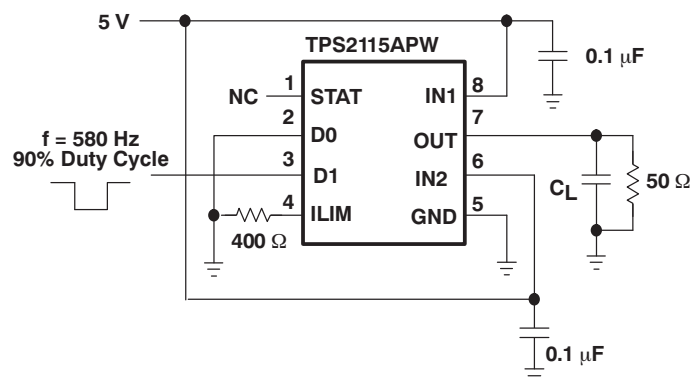 5 V
TPS2115APW
0.1 μF
NC
1
STAT
IN1
8
2
D0
OUT
7
f = 580 Hz
90% Duty Cycle
3
D1
IN2
6
CL
50 Ω
4
ILIM
GND
5
400 Ω
0.1 μF